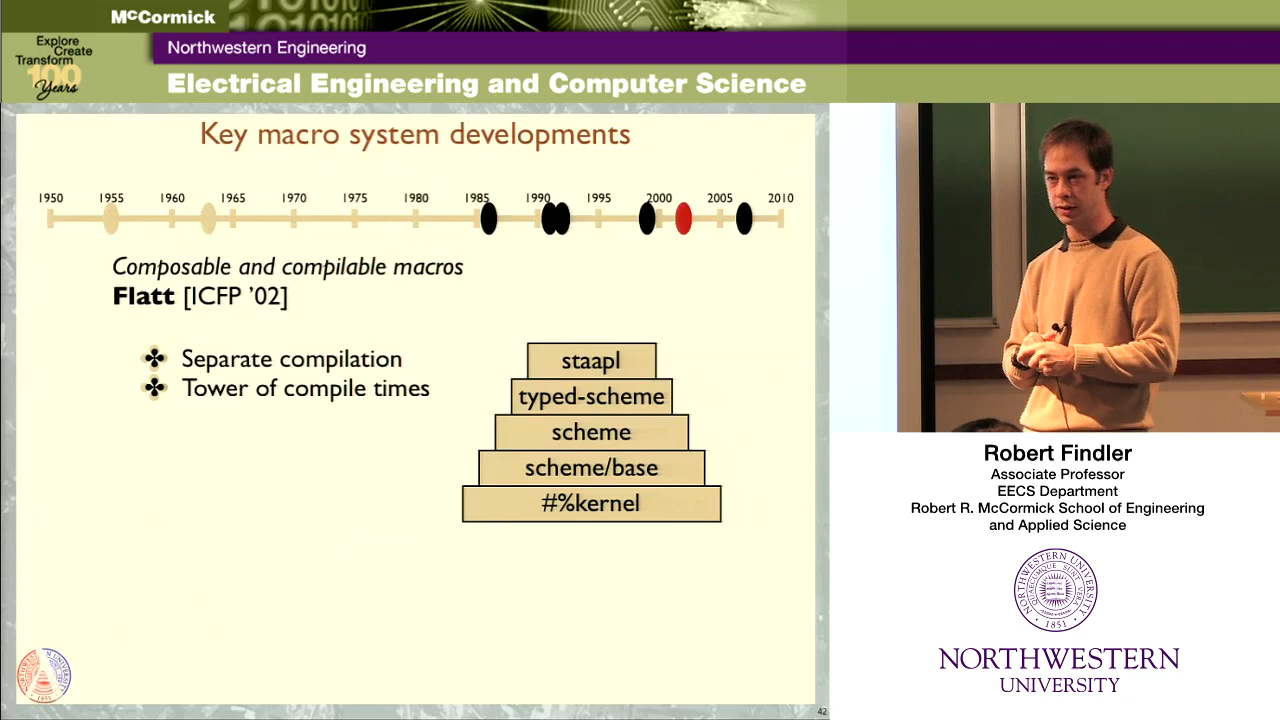 McCormick
Explore
Create
Transform
100
Years
Northwestern Engineering
Electrical Engineering and Computer Science
Key macro system developments
1950 1955 1960 1965 1970 1975 1980 1985 1990 1995 2000 2005 2010
Composable and compilable macros
Flatt [ICFP ’02]
✤ Separate compilation
✤ Tower of compile times
staapl
typed-scheme
scheme
scheme/base
#%kernel
42
Robert Findler
Associate Professor
EECS Department
Robert R. McCormick School of Engineering
and Applied Science
NORTHWESTERN
UNIVERSITY
1851
NORTHWESTERN
UNIVERSITY